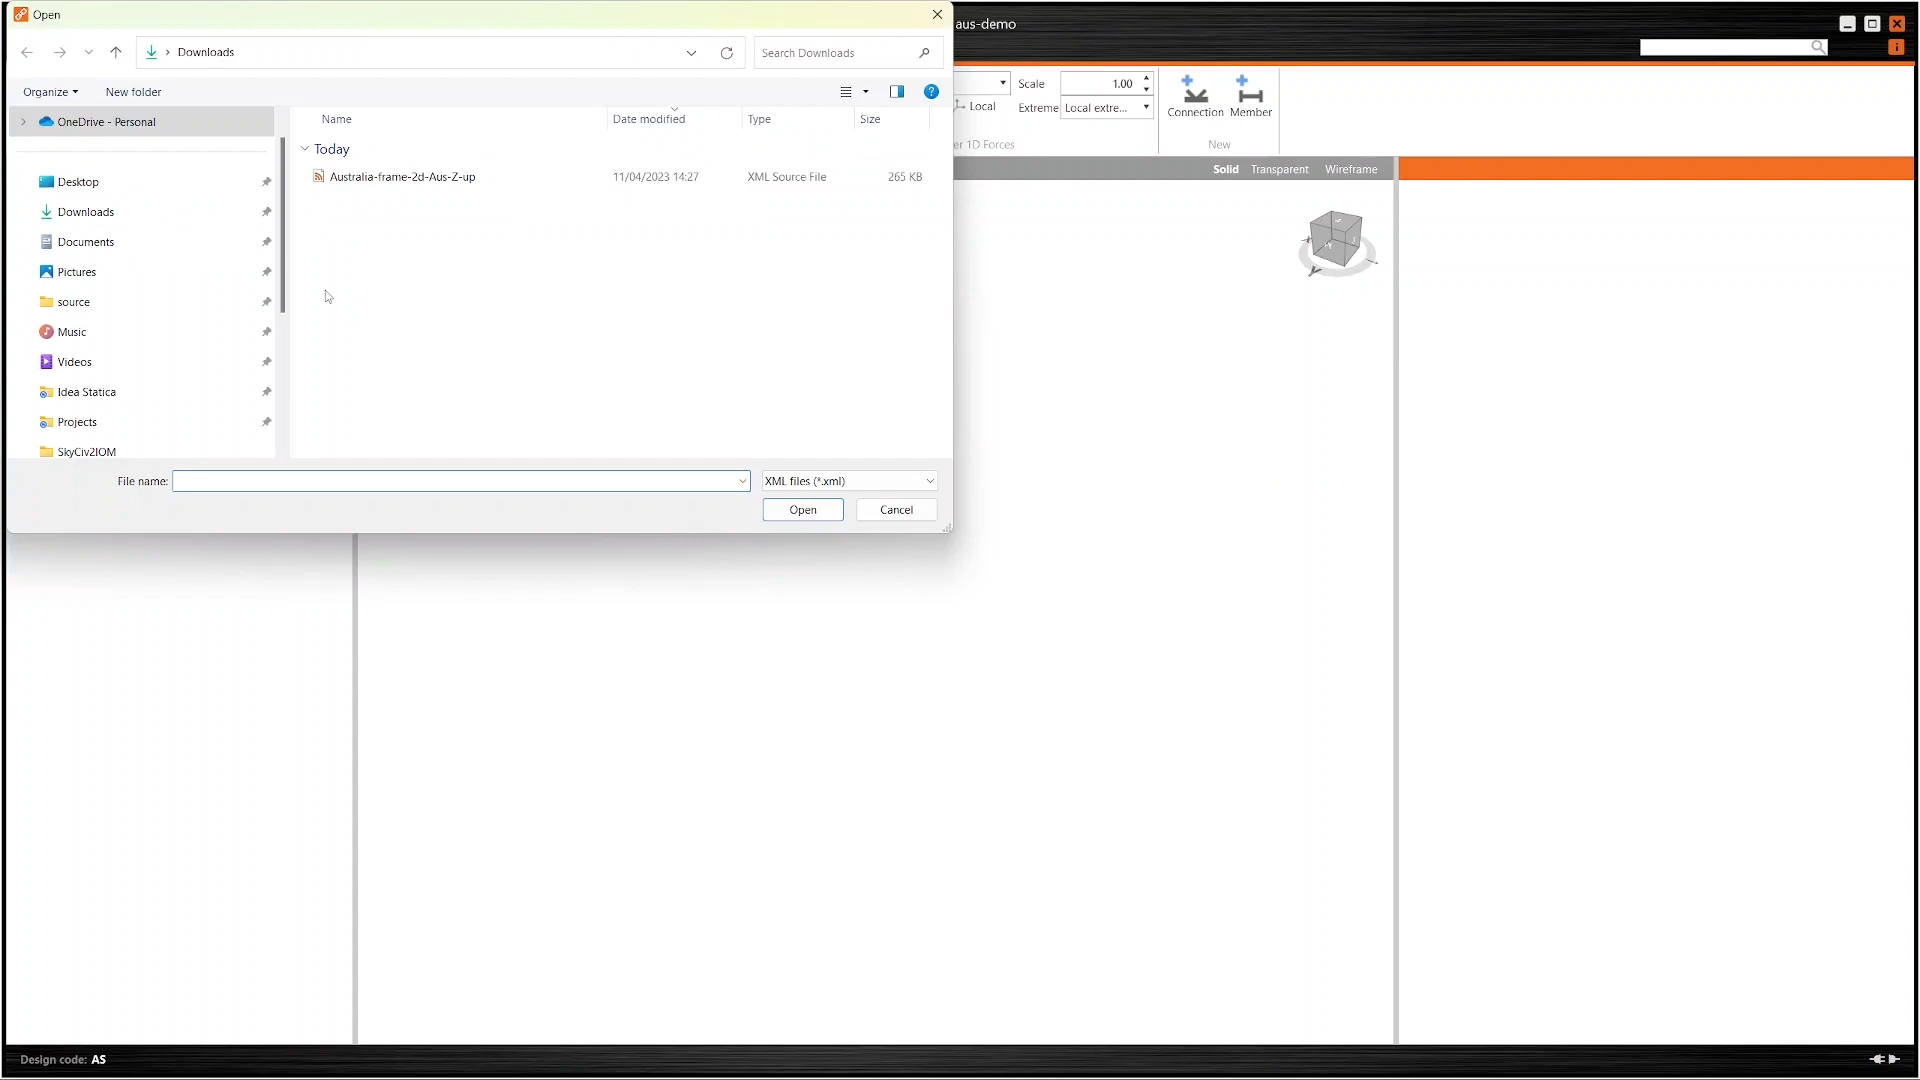 Open
aus-demo
Downloads
Search Downloads
Organize
New folder
Scale
1.00
Local
Extreme
Local extre...
Connection
Member
er 1D Forces
New
Solid
Transparent
Wireframe
OneDrive - Personal
Desktop
Downloads
Documents
Pictures
source
Music
Videos
Idea Statica
Projects
SkyCiv2IOM
Name
Date modified
Type
Size
Today
Australia-frame-2d-Aus-Z-up
11/04/2023 14:27
XML Source File
265 KB
File name:
XML files (*.xml)
Open
Cancel
Design code: AS